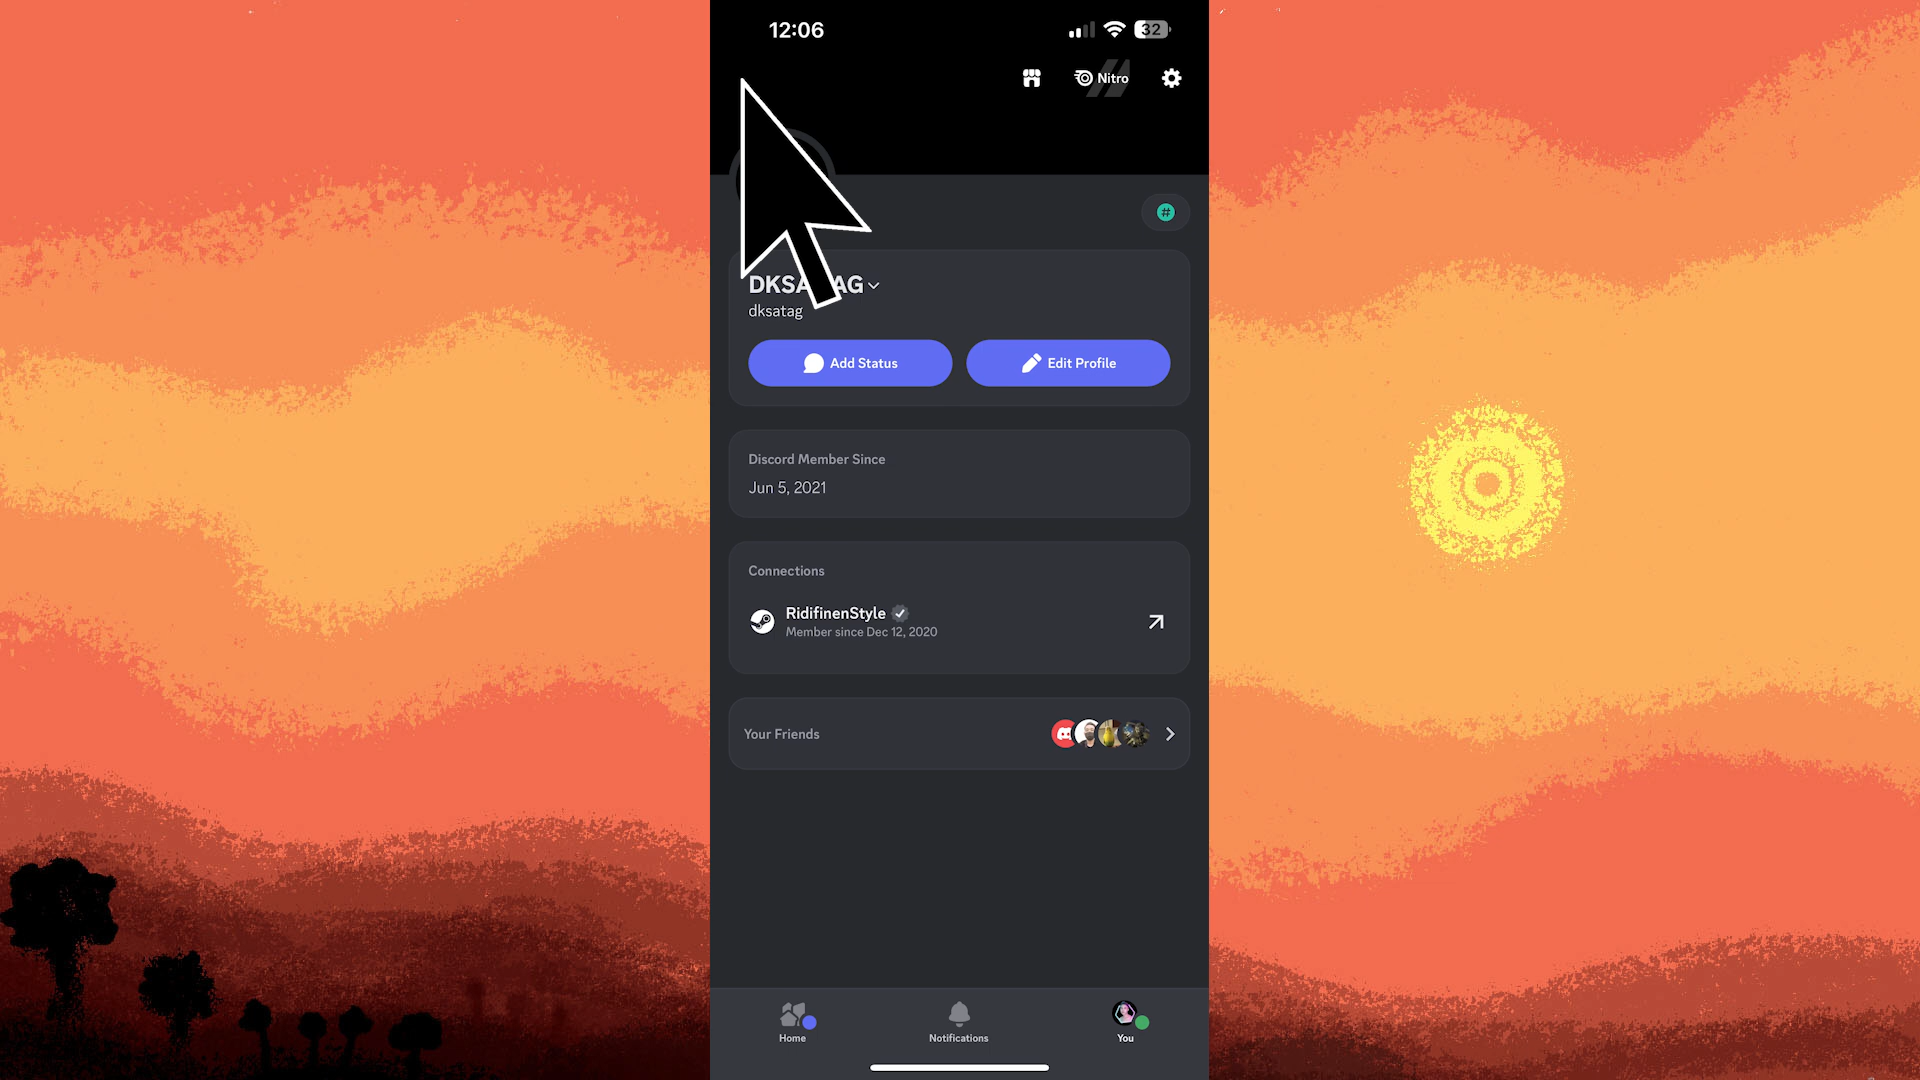 12:06
32
Nitro
DKSATAG
dksatag
Add Status
Edit Profile
Discord Member Since
Jun 5, 2021
Connections
RidifinenStyle
Member since Dec 12, 2020
Your Friends
Home
Notifications
You